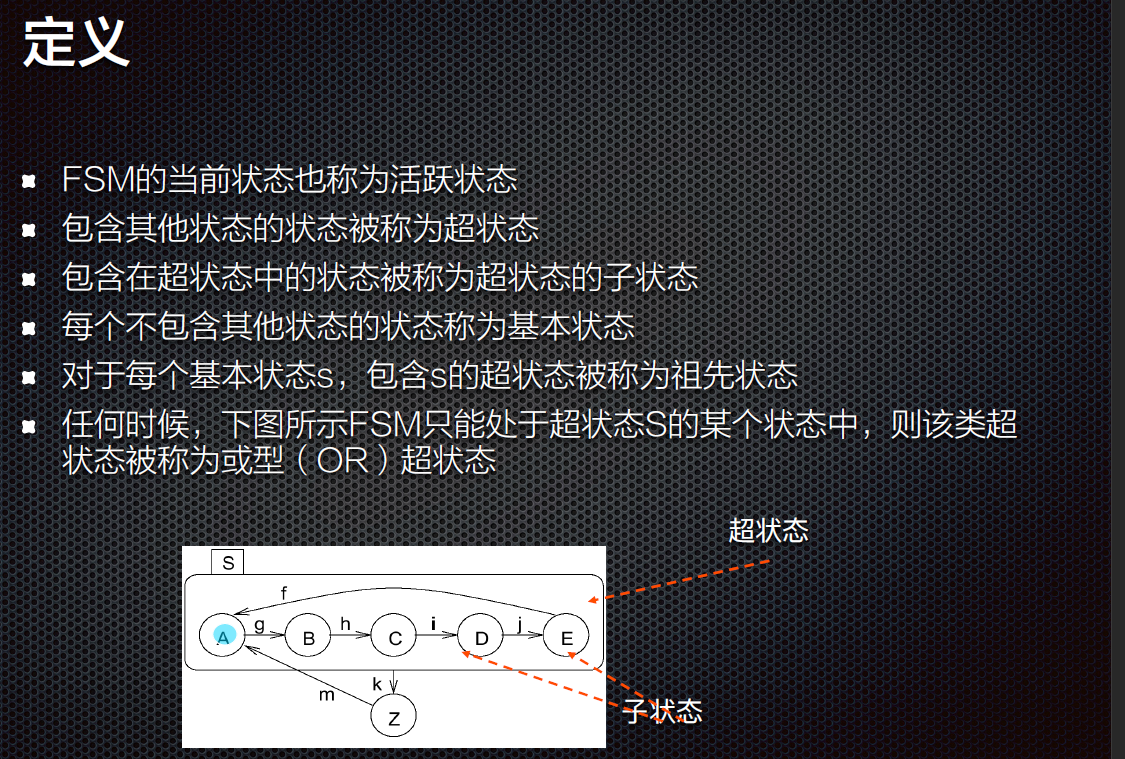 定义
FSM的当前状态也称为活跃状态
包含其他状态的状态被称为超状态
包含在超状态中的状态被称为超状态的子状态
每个不包含其他状态的状态称为基本状态
对于每个基本状态s，包含s的超状态被称为祖先状态
任何时候，下图所示FSM只能处于超状态S的某个状态中，则该类超
状态被称为或型（OR）超状态
超状态
S
f
A g B h C i D j E
m k
Z
子状态